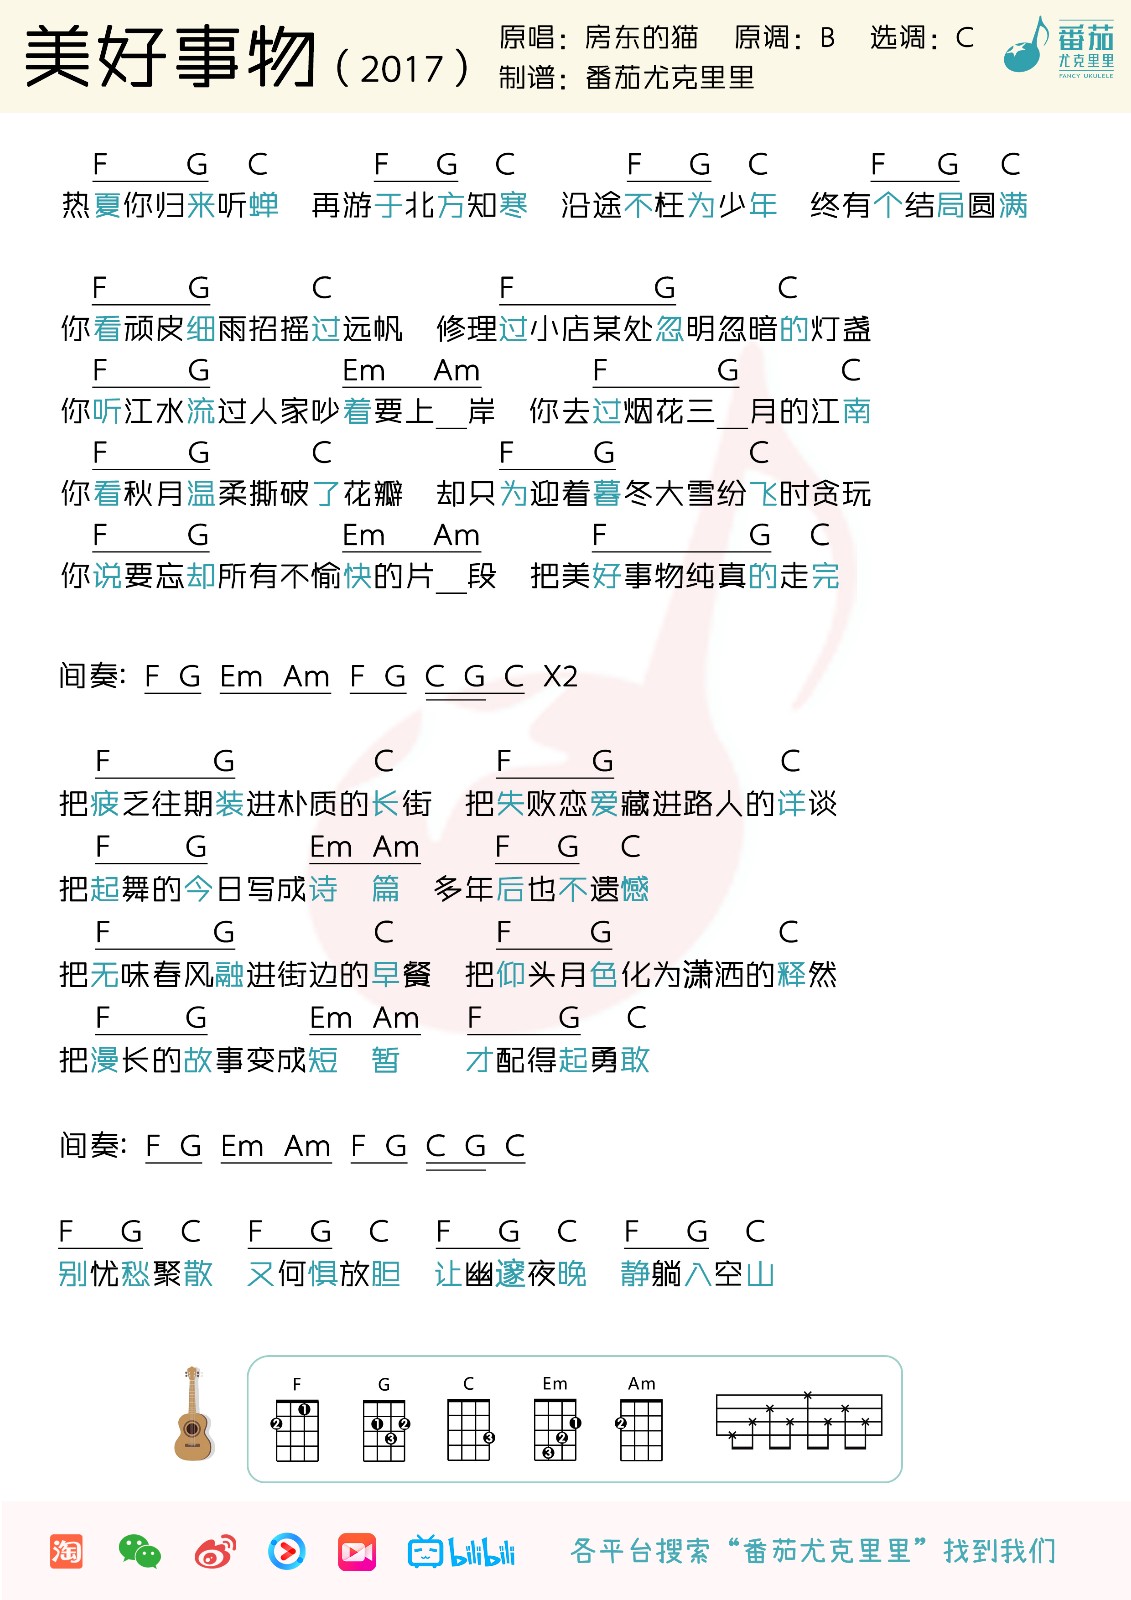 美好事物（2017） 原唱：房东的猫 原调：B 选调：C
制谱：番茄尤克里里
番茄
尤克里里
FANCY UKULELE
F G C F G C F G C F G C
热夏你归来听蝉 再游于北方知寒 沿途不枉为少年 终有个结局圆满
F G C F G C
你看顽皮细雨招摇过远帆 修理过小店某处忽明忽暗的灯盏
F G Em Am F G C
你听江水流过人家吵着要上__岸 你去过烟花三__月的江南
F G C F G C
你看秋月温柔撕破了花瓣 却只为迎着暮冬大雪纷飞时贪玩
F G Em Am F G C
你说要忘却所有不愉快的片__段 把美好事物纯真的走完
间奏: F G Em Am F G C G C X2
F G C F G C
把疲乏往期装进朴质的长街 把失败恋爱藏进路人的详谈
F G Em Am F G C
把起舞的今日写成诗 篇 多年后也不遗憾
F G C F G C
把无味春风融进街边的早餐 把仰头月色化为潇洒的释然
F G Em Am F G C
把漫长的故事变成短 暂 才配得起勇敢
间奏: F G Em Am F G C G C
F G C F G C F G C F G C
别忧愁聚散 又何惧放胆 让幽邃夜晚 静躺入空山
F G C Em Am
2 1 1 2 3 3 1 2 3 2
淘 bilibili 各平台搜索“番茄尤克里里”找到我们